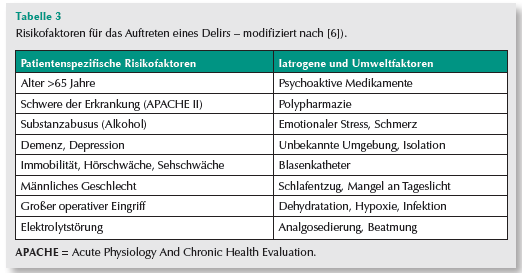 Tabelle 3
Risikofaktoren für das Auftreten eines Delirs – modifiziert nach [6]).
Patientenspezifische Risikofaktoren Iatrogene und Umweltfaktoren
Alter >65 Jahre Psychoaktive Medikamente
Schwere der Erkrankung (APACHE II) Polypharmazie
Substanzabusus (Alkohol) Emotionaler Stress, Schmerz
Demenz, Depression Unbekannte Umgebung, Isolation
Immobilität, Hörschwäche, Sehschwäche Blasenkatheter
Männliches Geschlecht Schlafentzug, Mangel an Tageslicht
Großer operativer Eingriff Dehydratation, Hypoxie, Infektion
Elektrolytstörung Analgosedierung, Beatmung
APACHE = Acute Physiology And Chronic Health Evaluation.